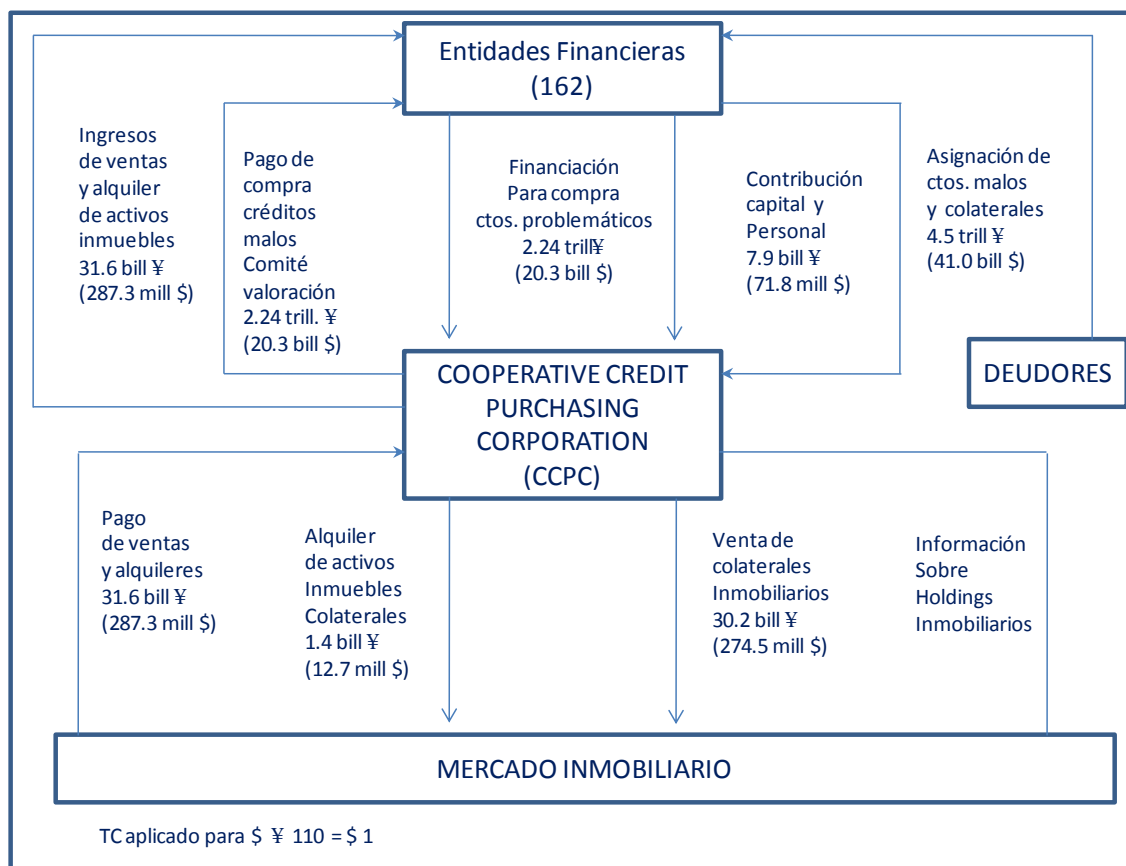 Entidades Financieras
(162)
Ingresos
de ventas
y alquiler
de activos
inmuebles
31.6 bill ¥
(287.3 mill $)
Pago de
compra
créditos
malos
Comité
valoración
2.24 trill. ¥
(20.3 bill $)
Financiación
Para compra
ctos. problemáticos
2.24 trill¥
(20.3 bill $)
Contribución
capital y
Personal
7.9 bill ¥
(71.8 mill $)
Asignación de
ctos. malos
y colaterales
4.5 trill ¥
(41.0 bill $)
COOPERATIVE CREDIT
PURCHASING
CORPORATION
(CCPC)
DEUDORES
Pago
de ventas
y alquileres
31.6 bill ¥
(287.3 mill $)
Alquiler
de activos
Inmuebles
Colaterales
1.4 bill ¥
(12.7 mill $)
Venta de
colaterales
Inmobiliarios
30.2 bill ¥
(274.5 mill $)
Información
Sobre
Holdings
Inmobiliarios
MERCADO INMOBILIARIO
TC aplicado para $ ¥ 110 = $ 1